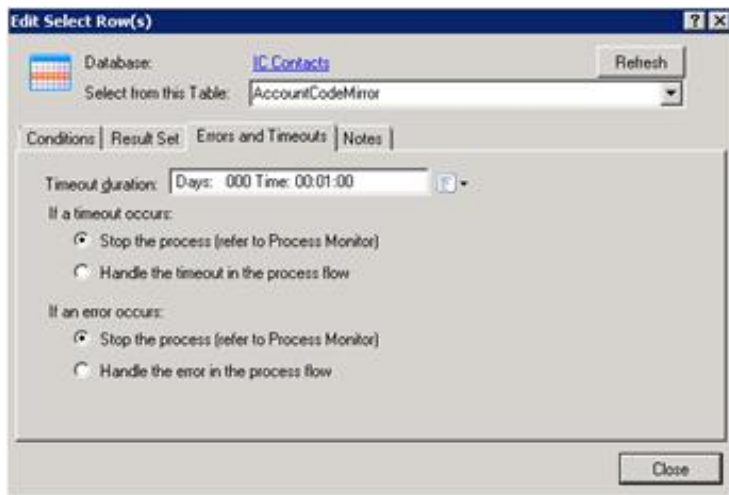 Edit Select Row(s)
Database: IC Contacts Refresh
Select from this Table: AccountCodeMirror
Conditions Result Set Errors and Timeouts Notes
Timeout duration: Days: 000 Time: 00:01:00
If a timeout occurs:
Stop the process (refer to Process Monitor)
Handle the timeout in the process flow
If an error occurs:
Stop the process (refer to Process Monitor)
Handle the error in the process flow
Close